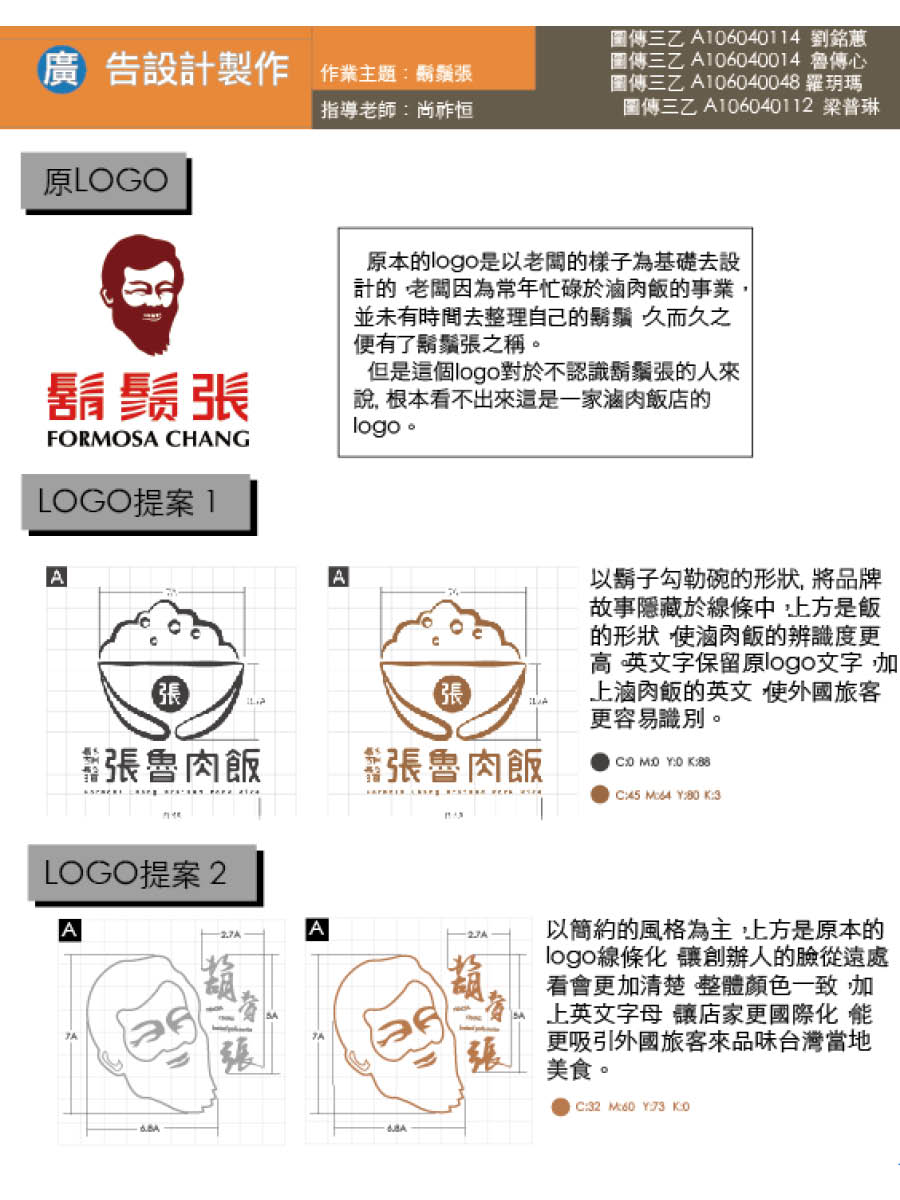 廣告設計製作
作業主題：鬍鬚張
指導老師：尚祚恒
圖傳三乙 A106040114 劉銘蕙
圖傳三乙 A106040014 魯傳心
圖傳三乙 A106040048 羅玥瑪
圖傳三乙 A106040112 梁普琳
原LOGO
鬍鬚張
FORMOSA CHANG
原本的logo是以老闆的樣子為基礎去設
計的，老闆因為常年忙碌於滷肉飯的事業，
並未有時間去整理自己的鬍鬚，久而久之
便有了鬍鬚張之稱。
但是這個logo對於不認識鬍鬚張的人來
說, 根本看不出來這是一家滷肉飯店的
logo。
LOGO提案 1
A
7A
張
鬍鬚張魯肉飯
A
張
鬍鬚張魯肉飯
以鬍子勾勒碗的形狀, 將品牌
故事隱藏於線條中，上方是飯
的形狀，使滷肉飯的辨識度更
高。英文字保留原logo文字，加
上滷肉飯的英文，使外國旅客
更容易識別。
C:0 M:0 Y:0 K:88
C:45 M:64 Y:80 K:3
LOGO提案 2
A
2.7A
鬍鬚張
5A
7A
6.8A
A
2.7A
鬍鬚張
5A
7A
6.8A
以簡約的風格為主，上方是原本的
logo線條化，讓創辦人的臉從遠處
看會更加清楚，整體顏色一致，加
上英文字母，讓店家更國際化，能
更吸引外國旅客來品味台灣當地
美食。
C:32 M:60 Y:73 K:0